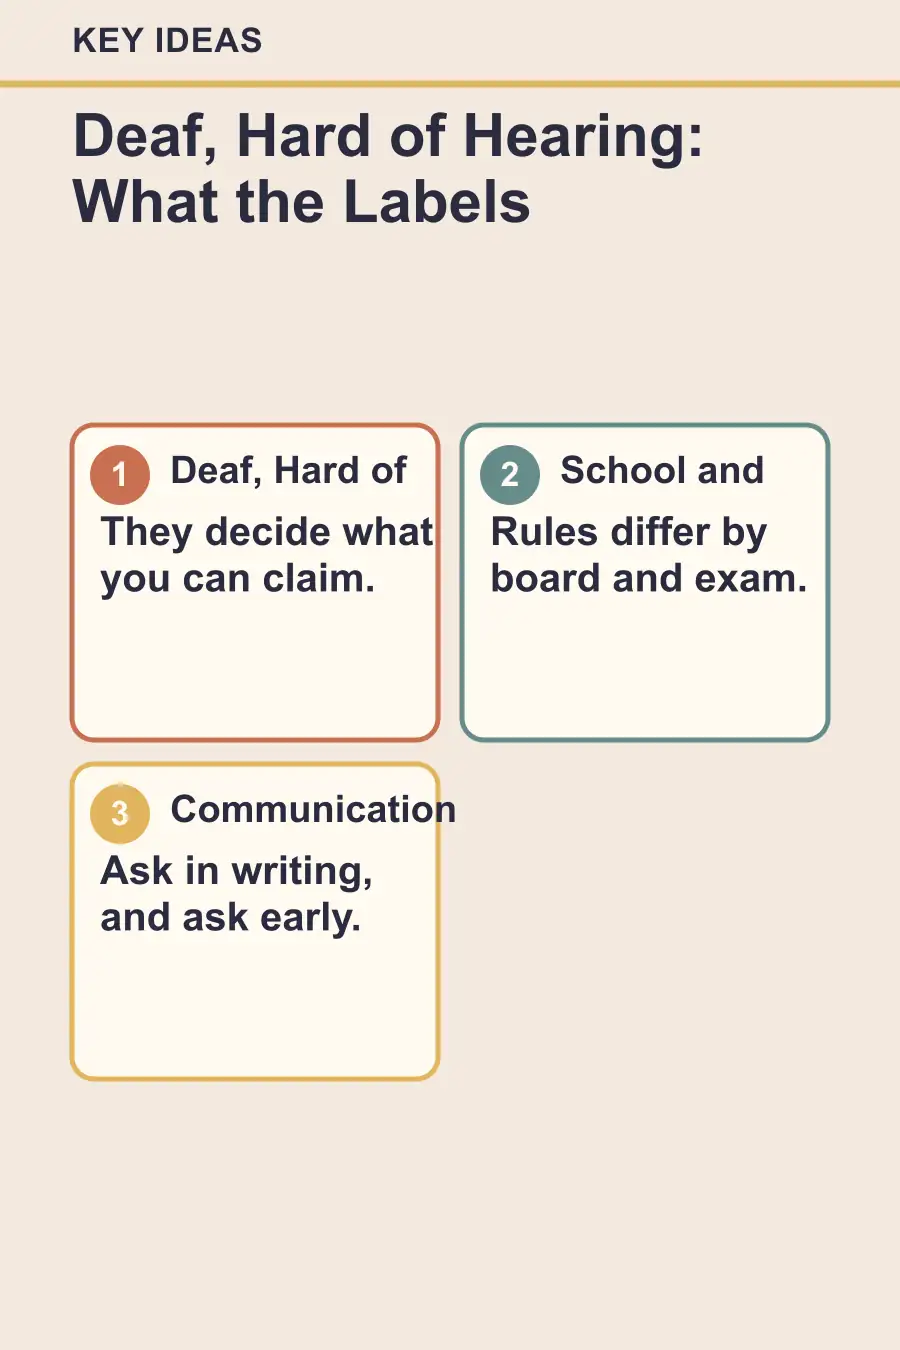 KEY IDEAS
Deaf, Hard of Hearing:
What the Labels
1 Deaf, Hard of
They decide what
you can claim.
2 School and
Rules differ by
board and exam.
3 Communication
Ask in writing,
and ask early.